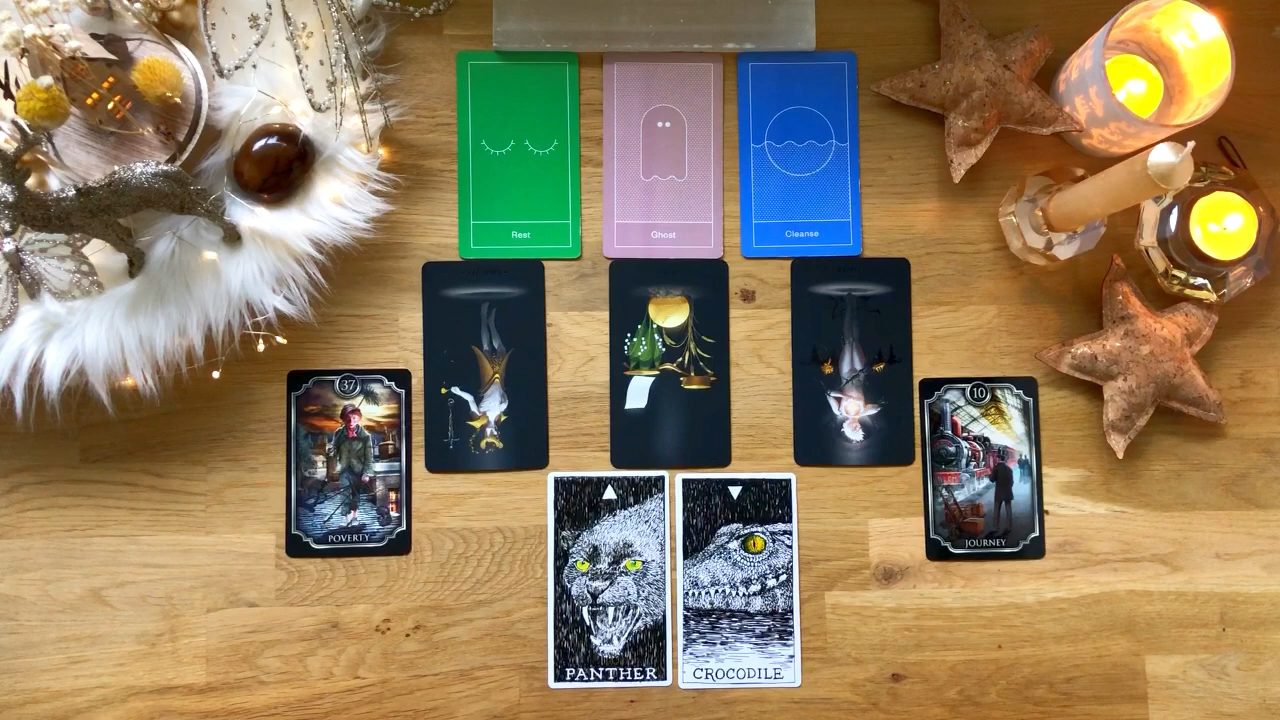 Rest
Ghost
Cleanse
37
POVERTY
10
JOURNEY
PANTHER
CROCODILE